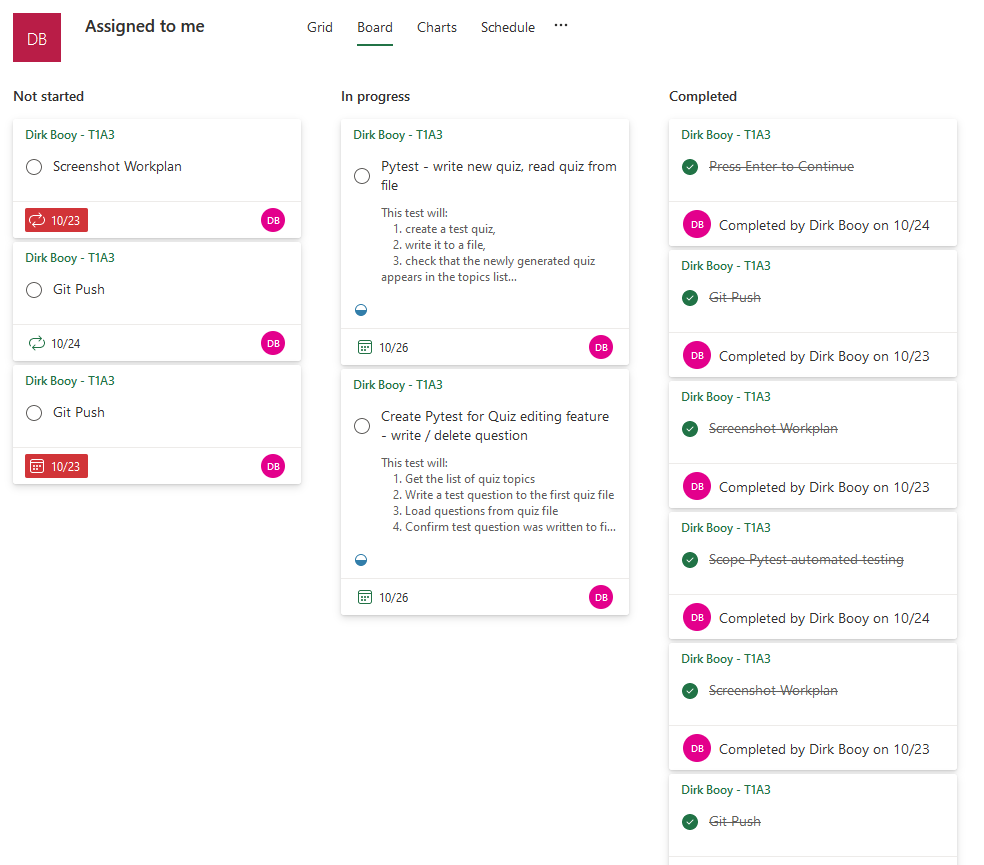 DB
Assigned to me
Grid
Board
Charts
Schedule
...
Not started
Dirk Booy - T1A3
Screenshot Workplan
10/23
DB
Dirk Booy - T1A3
Git Push
10/24
DB
Dirk Booy - T1A3
Git Push
10/23
DB
In progress
Dirk Booy - T1A3
Pytest - write new quiz, read quiz from
file
This test will:
1. create a test quiz,
2. write it to a file,
3. check that the newly generated quiz
appears in the topics list...
10/26
DB
Dirk Booy - T1A3
Create Pytest for Quiz editing feature
- write / delete question
This test will:
1. Get the list of quiz topics
2. Write a test question to the first quiz file
3. Load questions from quiz file
4. Confirm test question was written to fi...
10/26
DB
Completed
Dirk Booy - T1A3
Press Enter to Continue
DB
Completed by Dirk Booy on 10/24
Dirk Booy - T1A3
Git Push
DB
Completed by Dirk Booy on 10/23
Dirk Booy - T1A3
Screenshot Workplan
DB
Completed by Dirk Booy on 10/23
Dirk Booy - T1A3
Scope Pytest automated testing
DB
Completed by Dirk Booy on 10/24
Dirk Booy - T1A3
Screenshot Workplan
DB
Completed by Dirk Booy on 10/23
Dirk Booy - T1A3
Git Push